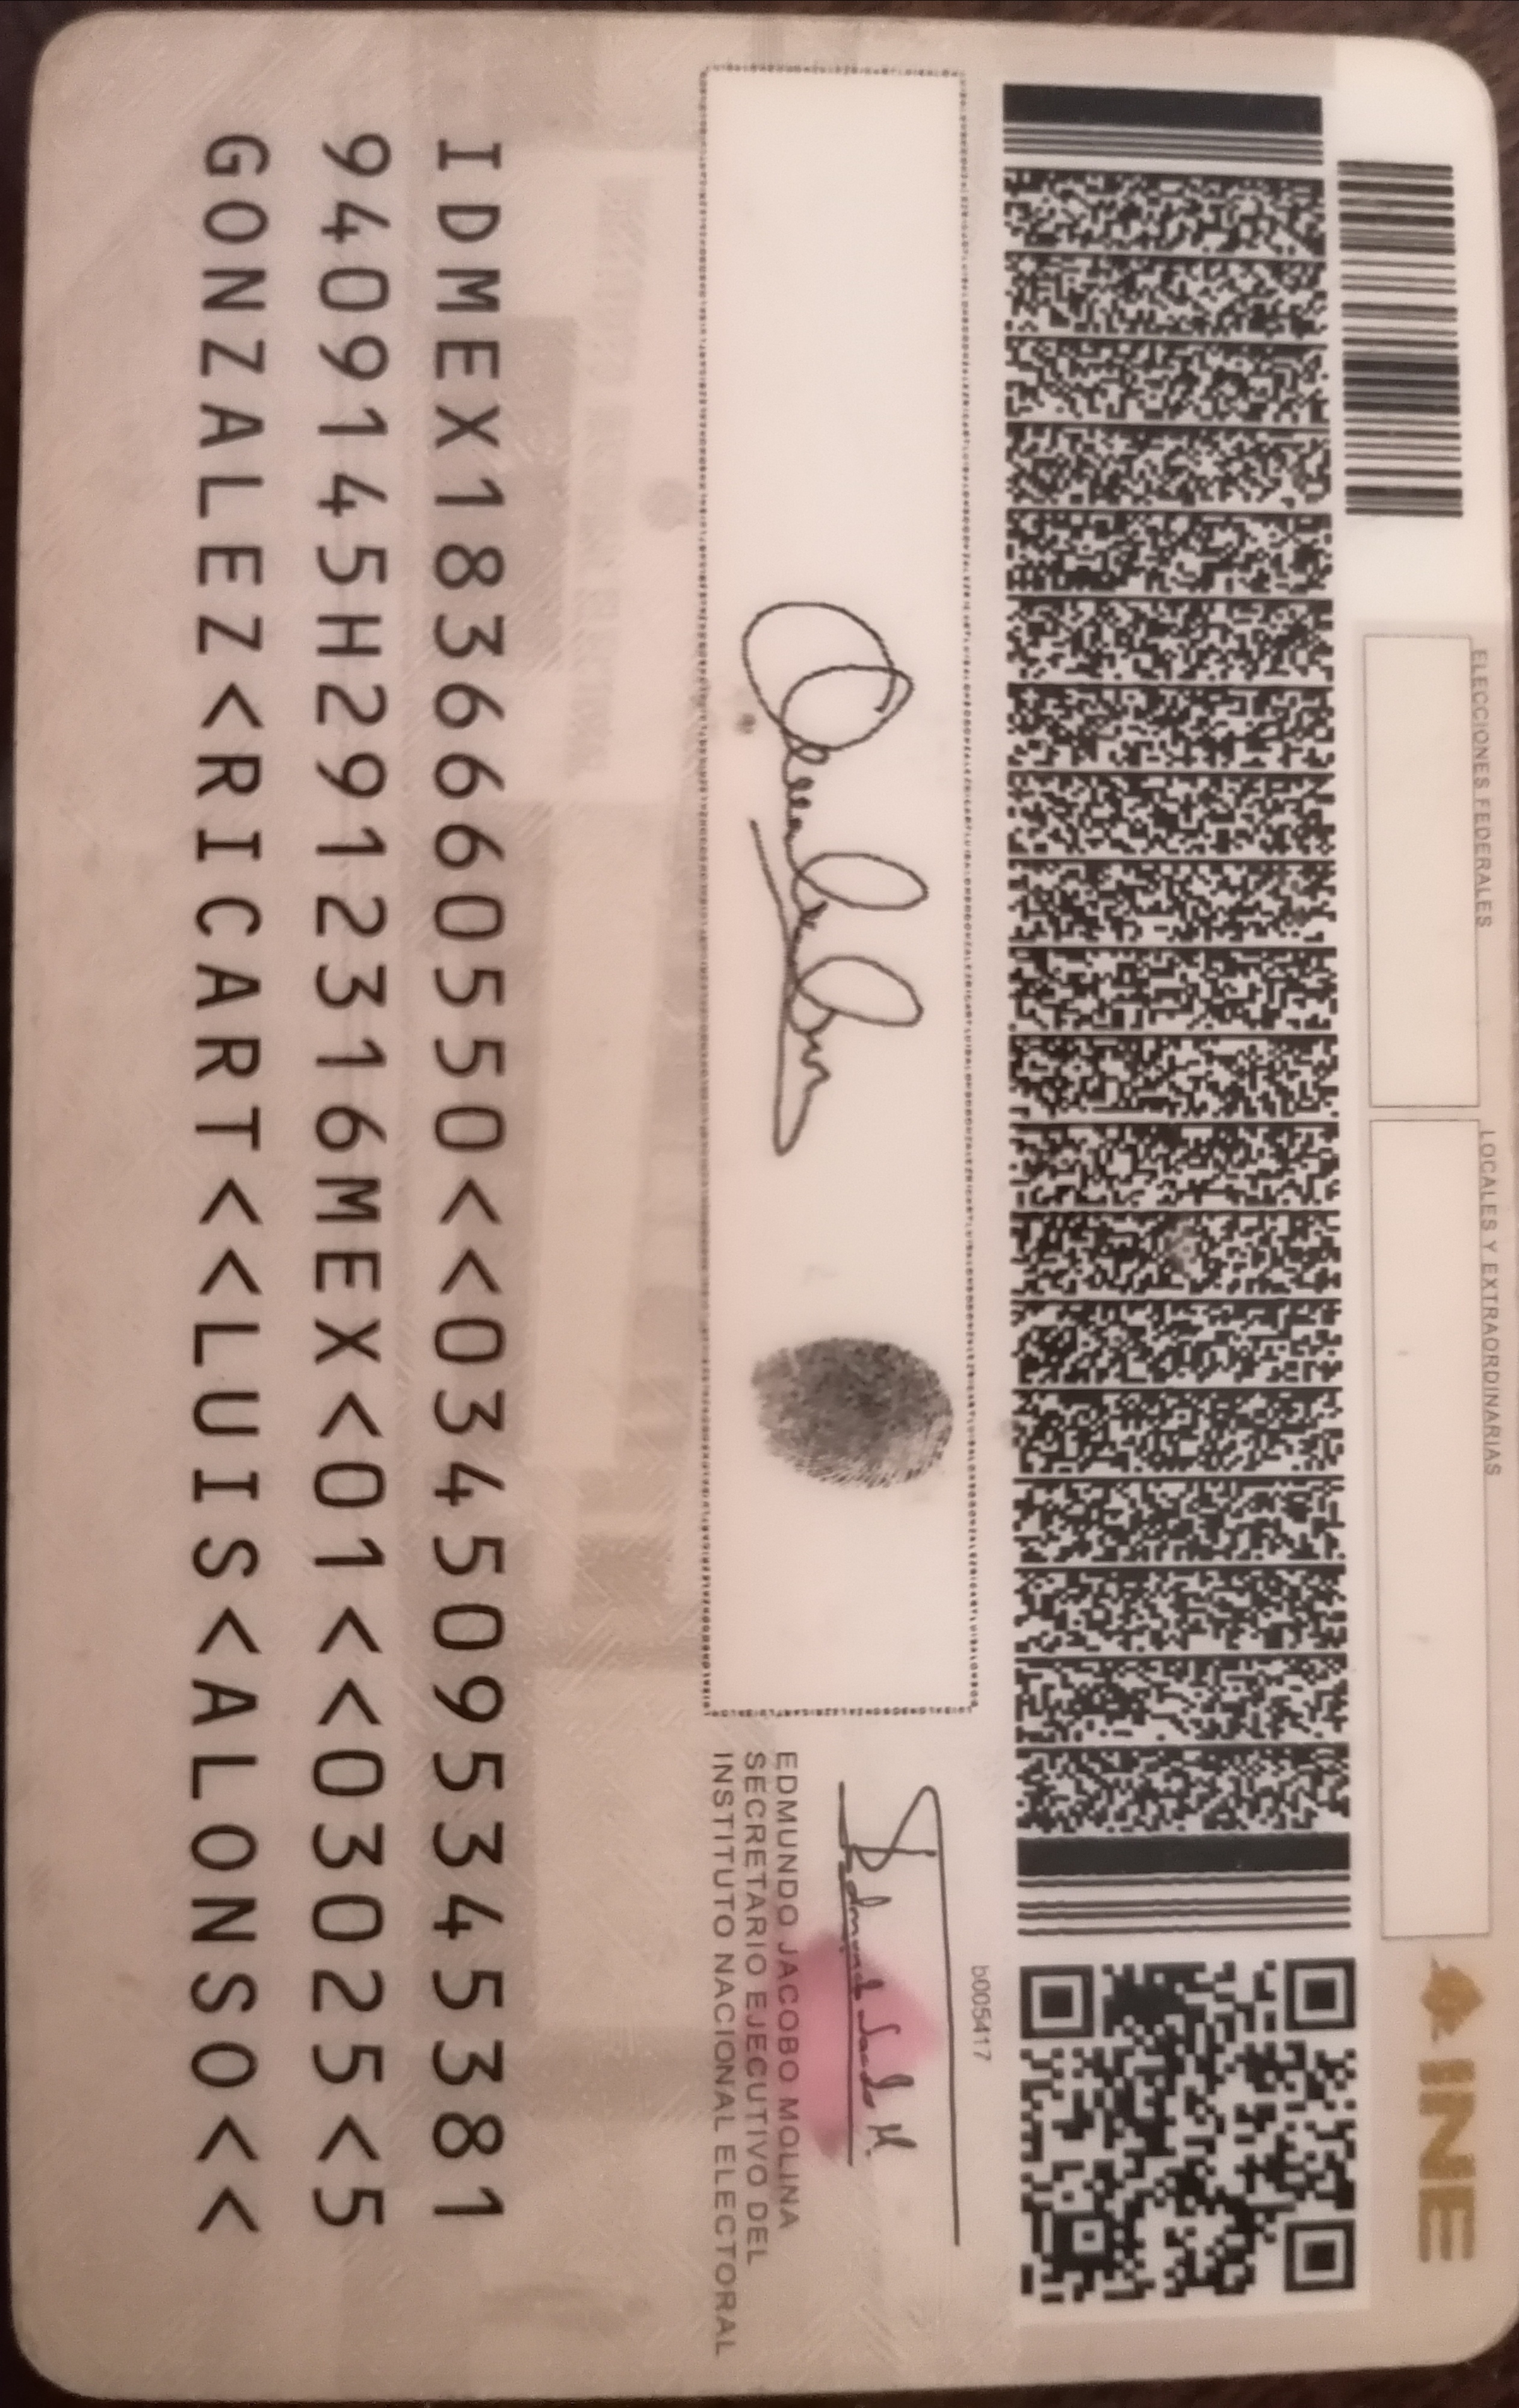 ELECCIONES FEDERALES
LOCALES Y EXTRAORDINARIAS
INE
b005417
EDMUNDO JACOBO MOLINA
SECRETARIO EJECUTIVO DEL
INSTITUTO NACIONAL ELECTORAL
IDMEX1836660550<<0345095345381
9409145H2912316MEX<01<<03025<5
GONZALEZ<RICART<<LUIS<ALONSO<<